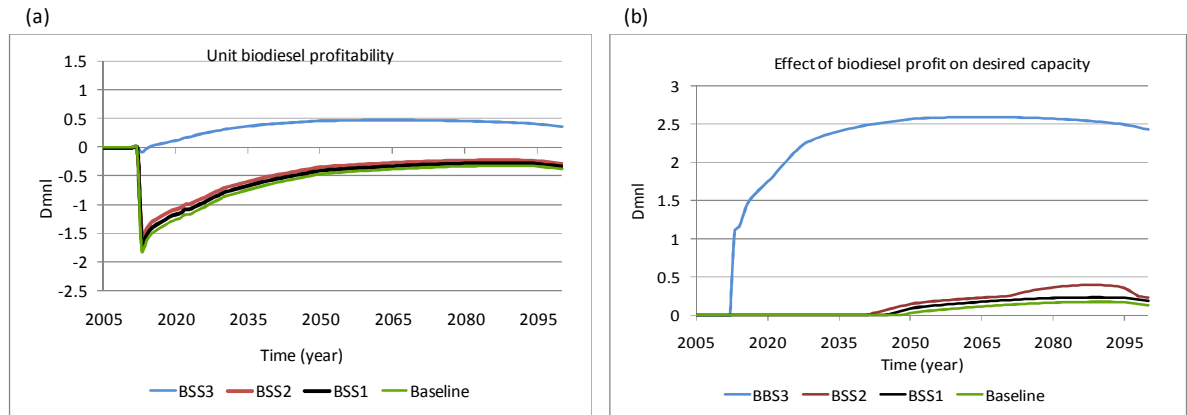 (a)
Unit biodiesel profitability
1.5
1
0.5
0
-0.5
-1
-1.5
-2
-2.5
Dmnl
2005 2020 2035 2050 2065 2080 2095
Time (year)
BSS3 BSS2 BSS1 Baseline
(b)
Effect of biodiesel profit on desired capacity
3
2.5
2
1.5
1
0.5
0
Dmnl
2005 2020 2035 2050 2065 2080 2095
Time (year)
BBS3 BSS2 BSS1 Baseline